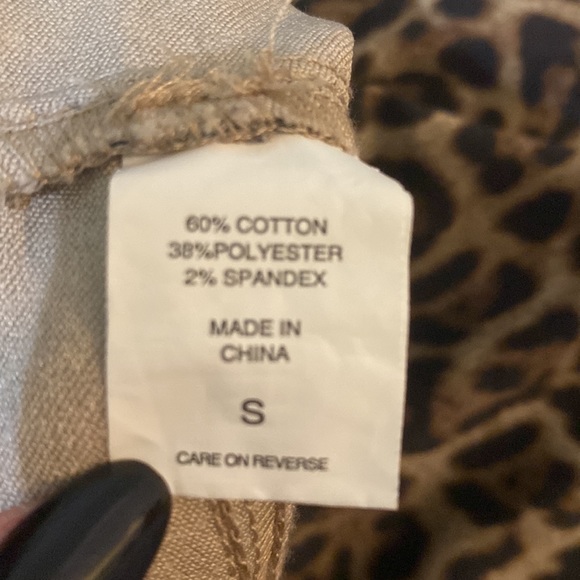 60% COTTON
38%POLYESTER
2% SPANDEX
MADE IN
CHINA
S
CARE ON REVERSE